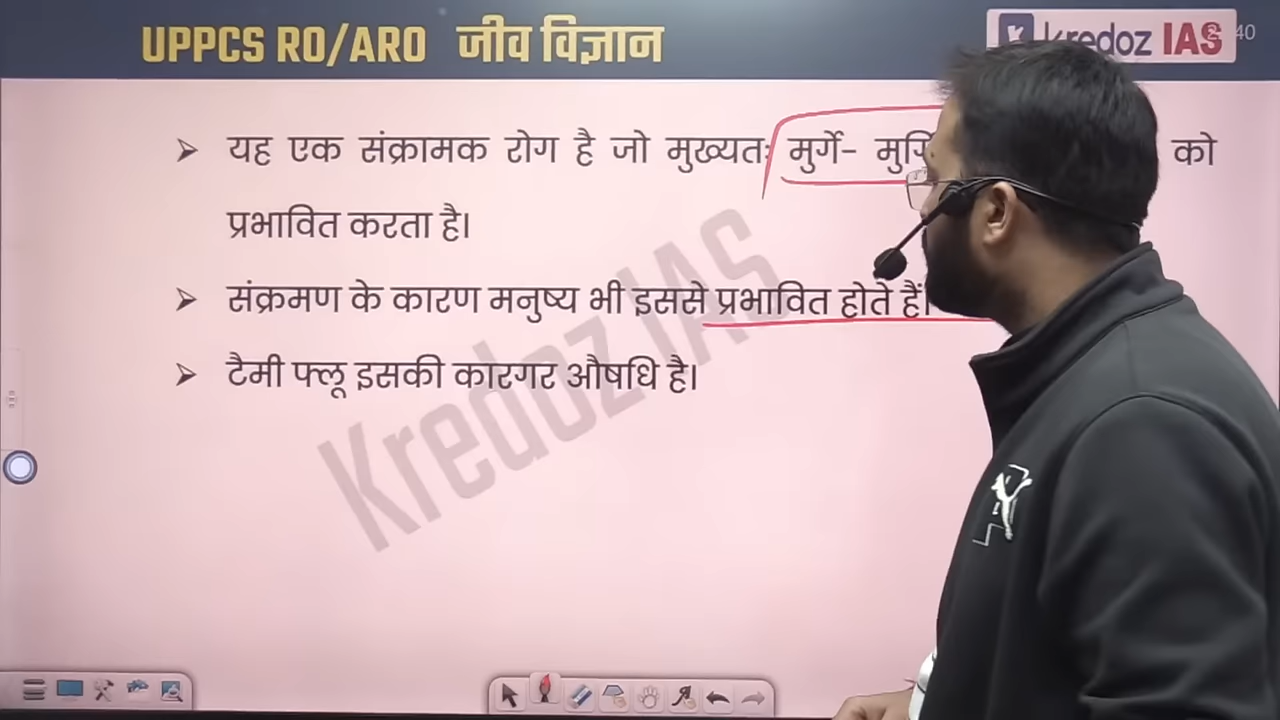 UPPCS RO/ARO जीव विज्ञान
kredoz IAS
यह एक संक्रामक रोग है जो मुख्यतः मुर्गे- को
प्रभावित करता है।
संक्रमण के कारण मनुष्य भी इससे प्रभावित होते हैं।
टैमी फ्लू इसकी कारगर औषधि है।
Kredoz IAS